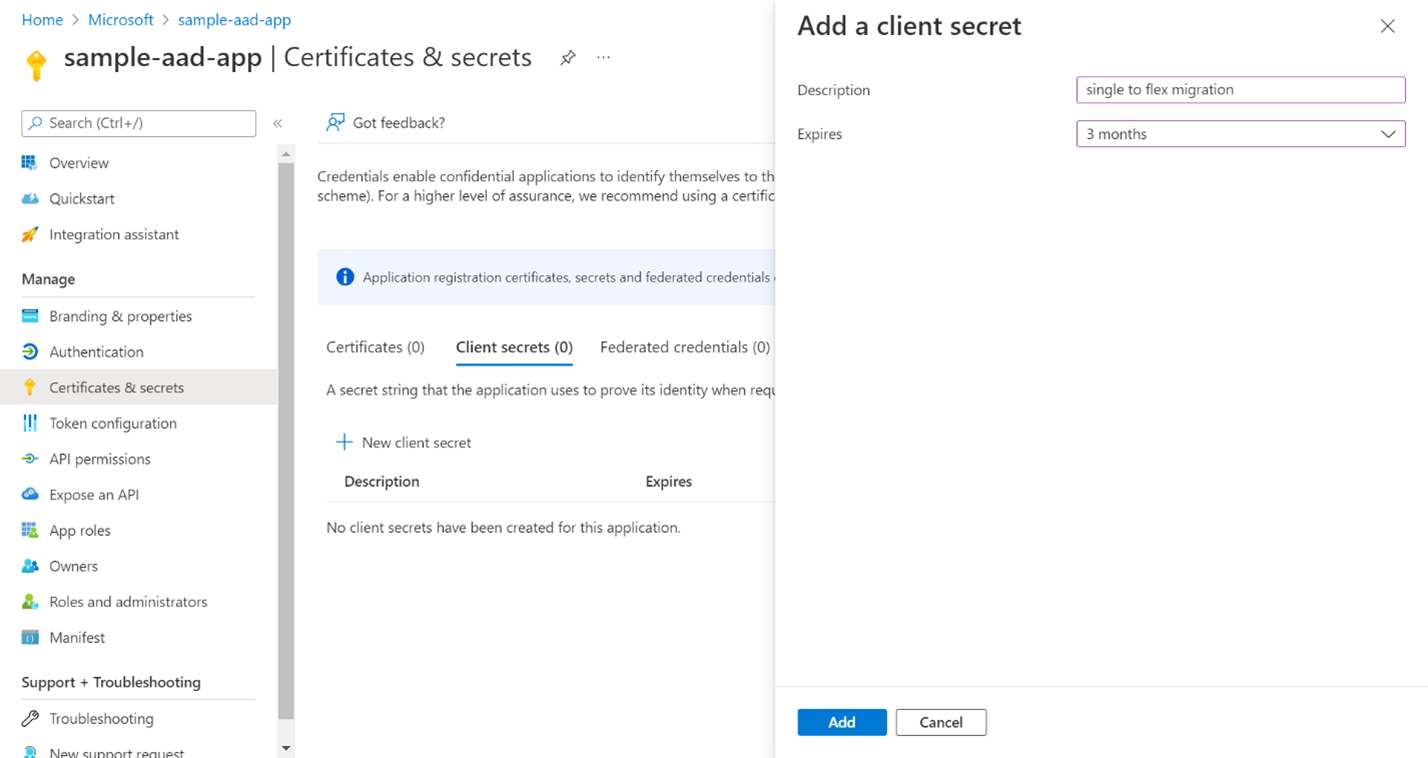 Home > Microsoft > sample-aad-app
sample-aad-app | Certificates & secrets
Search (Ctrl+/)
Overview
Quickstart
Integration assistant
Manage
Branding & properties
Authentication
Certificates & secrets
Token configuration
API permissions
Expose an API
App roles
Owners
Roles and administrators
Manifest
Support + Troubleshooting
Troubleshooting
New support request
Got feedback?
Credentials enable confidential applications to identify themselves to th
scheme). For a higher level of assurance, we recommend using a certific
Application registration certificates, secrets and federated credentials
Certificates (0) Client secrets (0) Federated credentials (0)
A secret string that the application uses to prove its identity when requ
New client secret
Description Expires
No client secrets have been created for this application.
Add a client secret
Description single to flex migration
Expires 3 months
Add Cancel